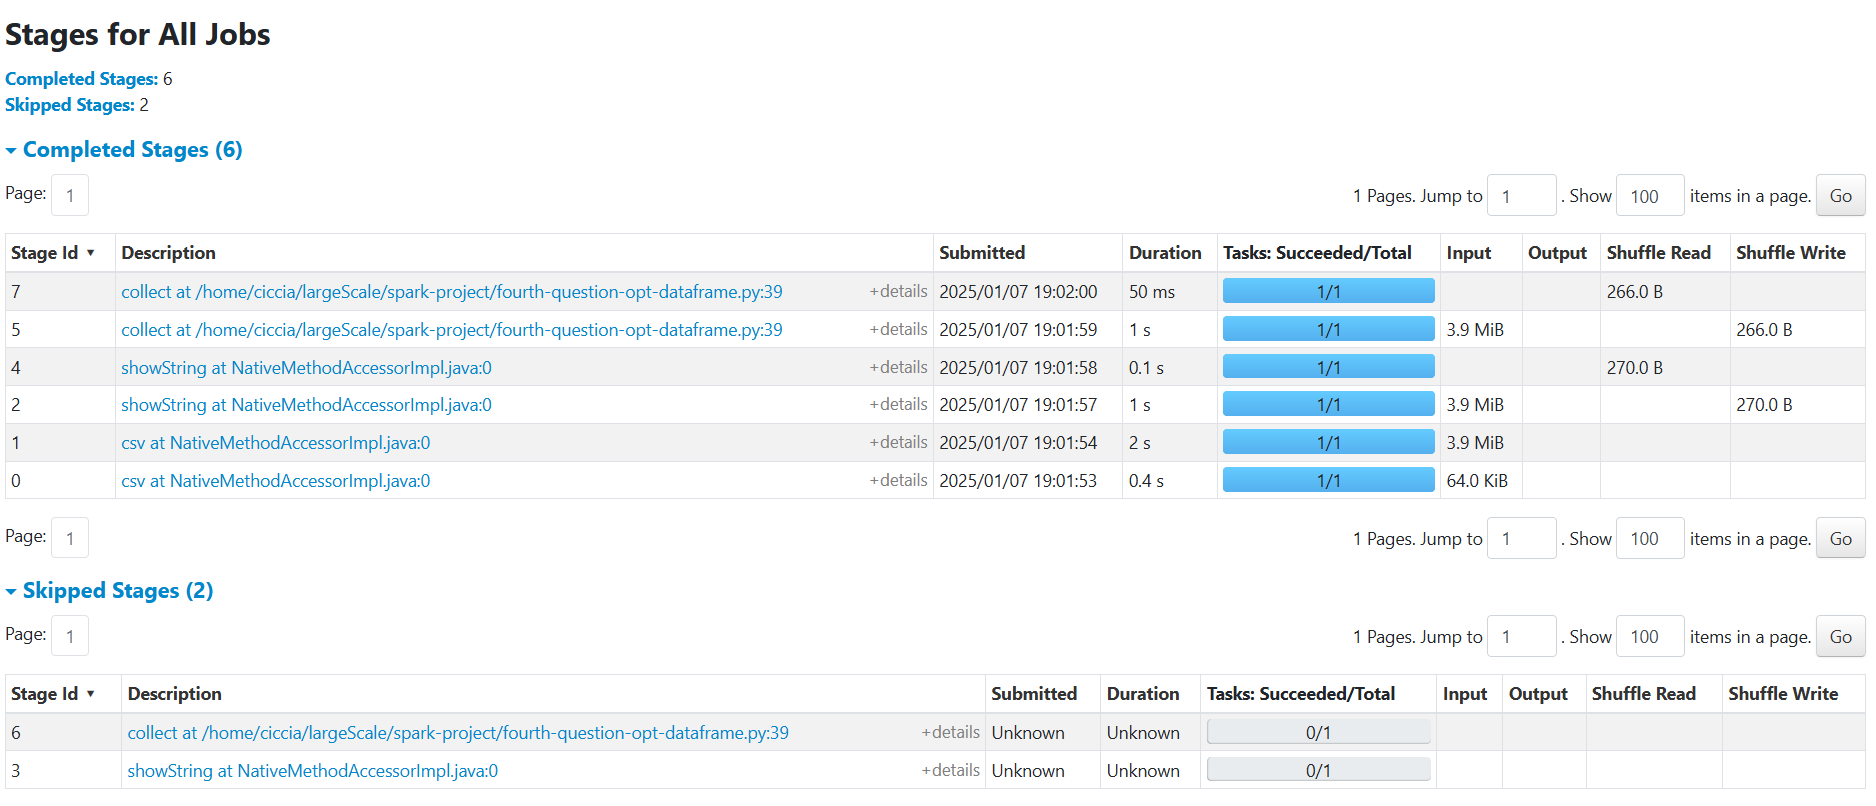 Stages for All Jobs
Completed Stages: 6
Skipped Stages: 2
Completed Stages (6)
Page: 1 1 Pages. Jump to 1 . Show 100 items in a page. Go
Stage Id ▾ Description Submitted Duration Tasks: Succeeded/Total Input Output Shuffle Read Shuffle Write
7 collect at /home/ciccia/largeScale/spark-project/fourth-question-opt-dataframe.py:39 +details 2025/01/07 19:02:00 50 ms 1/1 266.0 B
5 collect at /home/ciccia/largeScale/spark-project/fourth-question-opt-dataframe.py:39 +details 2025/01/07 19:01:59 1 s 1/1 3.9 MiB 266.0 B
4 showString at NativeMethodAccessorImpl.java:0 +details 2025/01/07 19:01:58 0.1 s 1/1 270.0 B
2 showString at NativeMethodAccessorImpl.java:0 +details 2025/01/07 19:01:57 1 s 1/1 3.9 MiB 270.0 B
1 csv at NativeMethodAccessorImpl.java:0 +details 2025/01/07 19:01:54 2 s 1/1 3.9 MiB
0 csv at NativeMethodAccessorImpl.java:0 +details 2025/01/07 19:01:53 0.4 s 1/1 64.0 KiB
Page: 1 1 Pages. Jump to 1 . Show 100 items in a page. Go
Skipped Stages (2)
Page: 1 1 Pages. Jump to 1 . Show 100 items in a page. Go
Stage Id ▾ Description Submitted Duration Tasks: Succeeded/Total Input Output Shuffle Read Shuffle Write
6 collect at /home/ciccia/largeScale/spark-project/fourth-question-opt-dataframe.py:39 +details Unknown Unknown 0/1
3 showString at NativeMethodAccessorImpl.java:0 +details Unknown Unknown 0/1